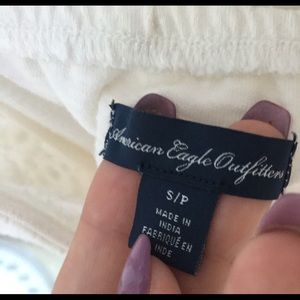 American Eagle Outfitters
S/P
MADE IN
INDIA
FABRIQUÉ EN
INDE